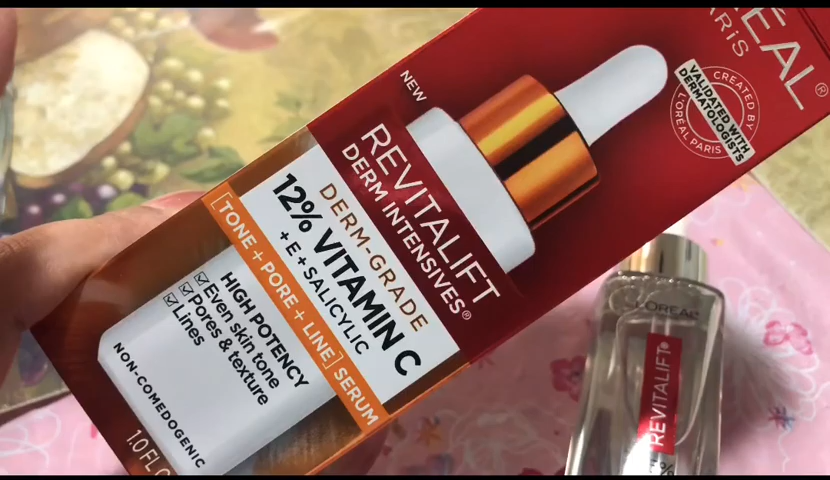 ÉAL®
PARiS
CREATED BY
VALIDATED WITH
DERMATOLOGISTS
L'ORÉAL PARIS
NEW
REVITALIFT
DERM INTENSIVES®
DERM-GRADE
12% VITAMIN C
+ E + SALICYLIC
[TONE + PORE + LINE] SERUM
HIGH POTENCY
☑ Even skin tone
☑ Pores & texture
☑ Lines
NON-COMEDOGENIC
1.0 FL
L'ORÉAL
REVITALIFT®